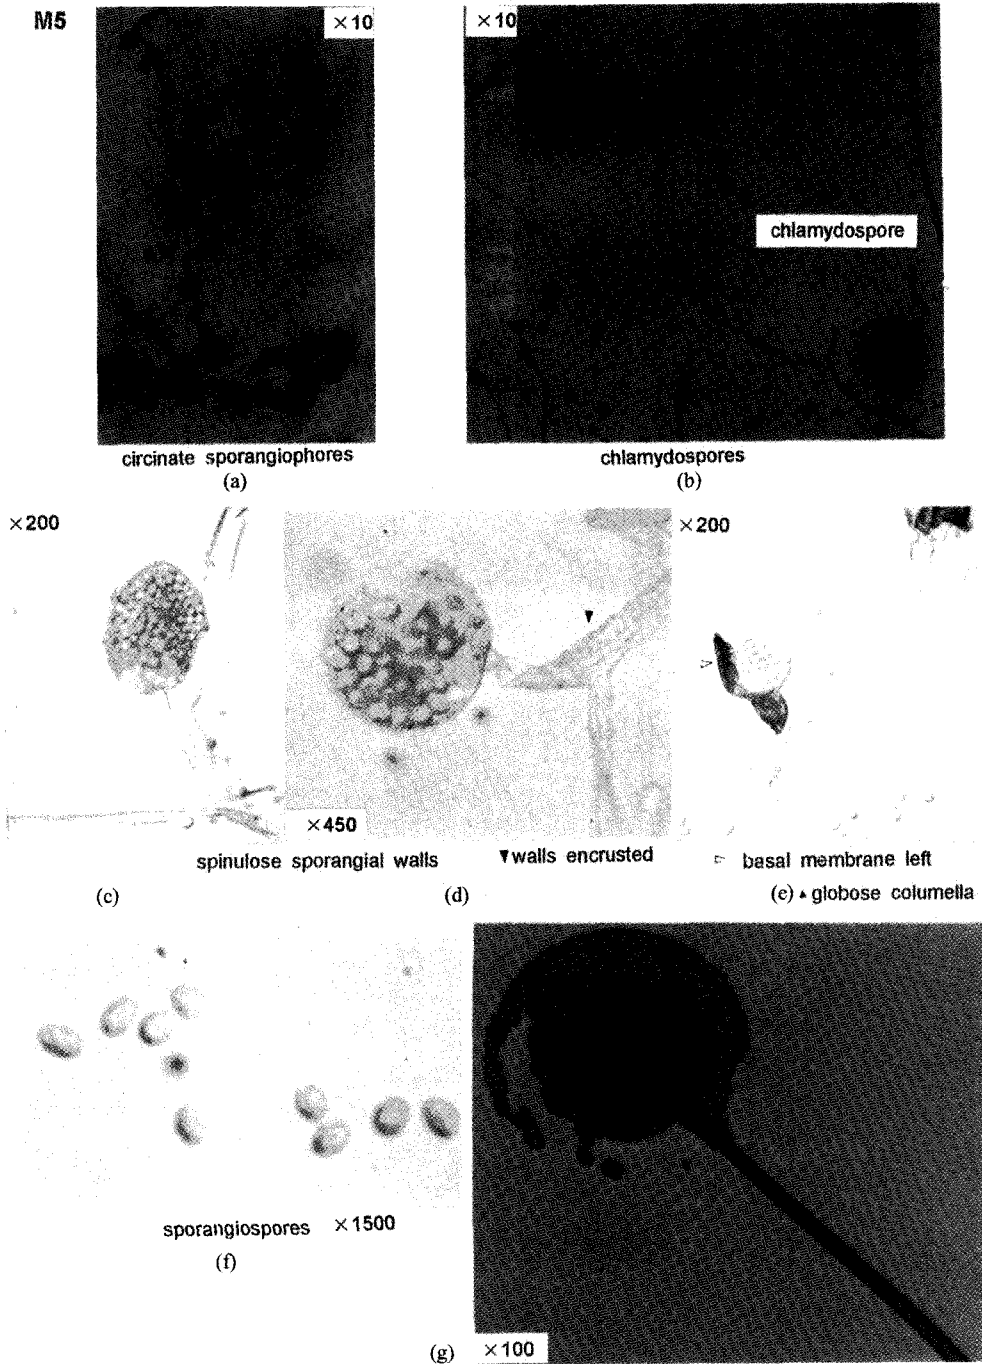 M5
×10
×10
chlamydospore
circinate sporangiophores
(a)
chlamydospores
(b)
×200
×450
×200
spinulose sporangial walls
▼walls encrusted
basal membrane left
(c)
(d)
(e) ▲ globose columella
sporangiospores ×1500
(f)
(g) ×100